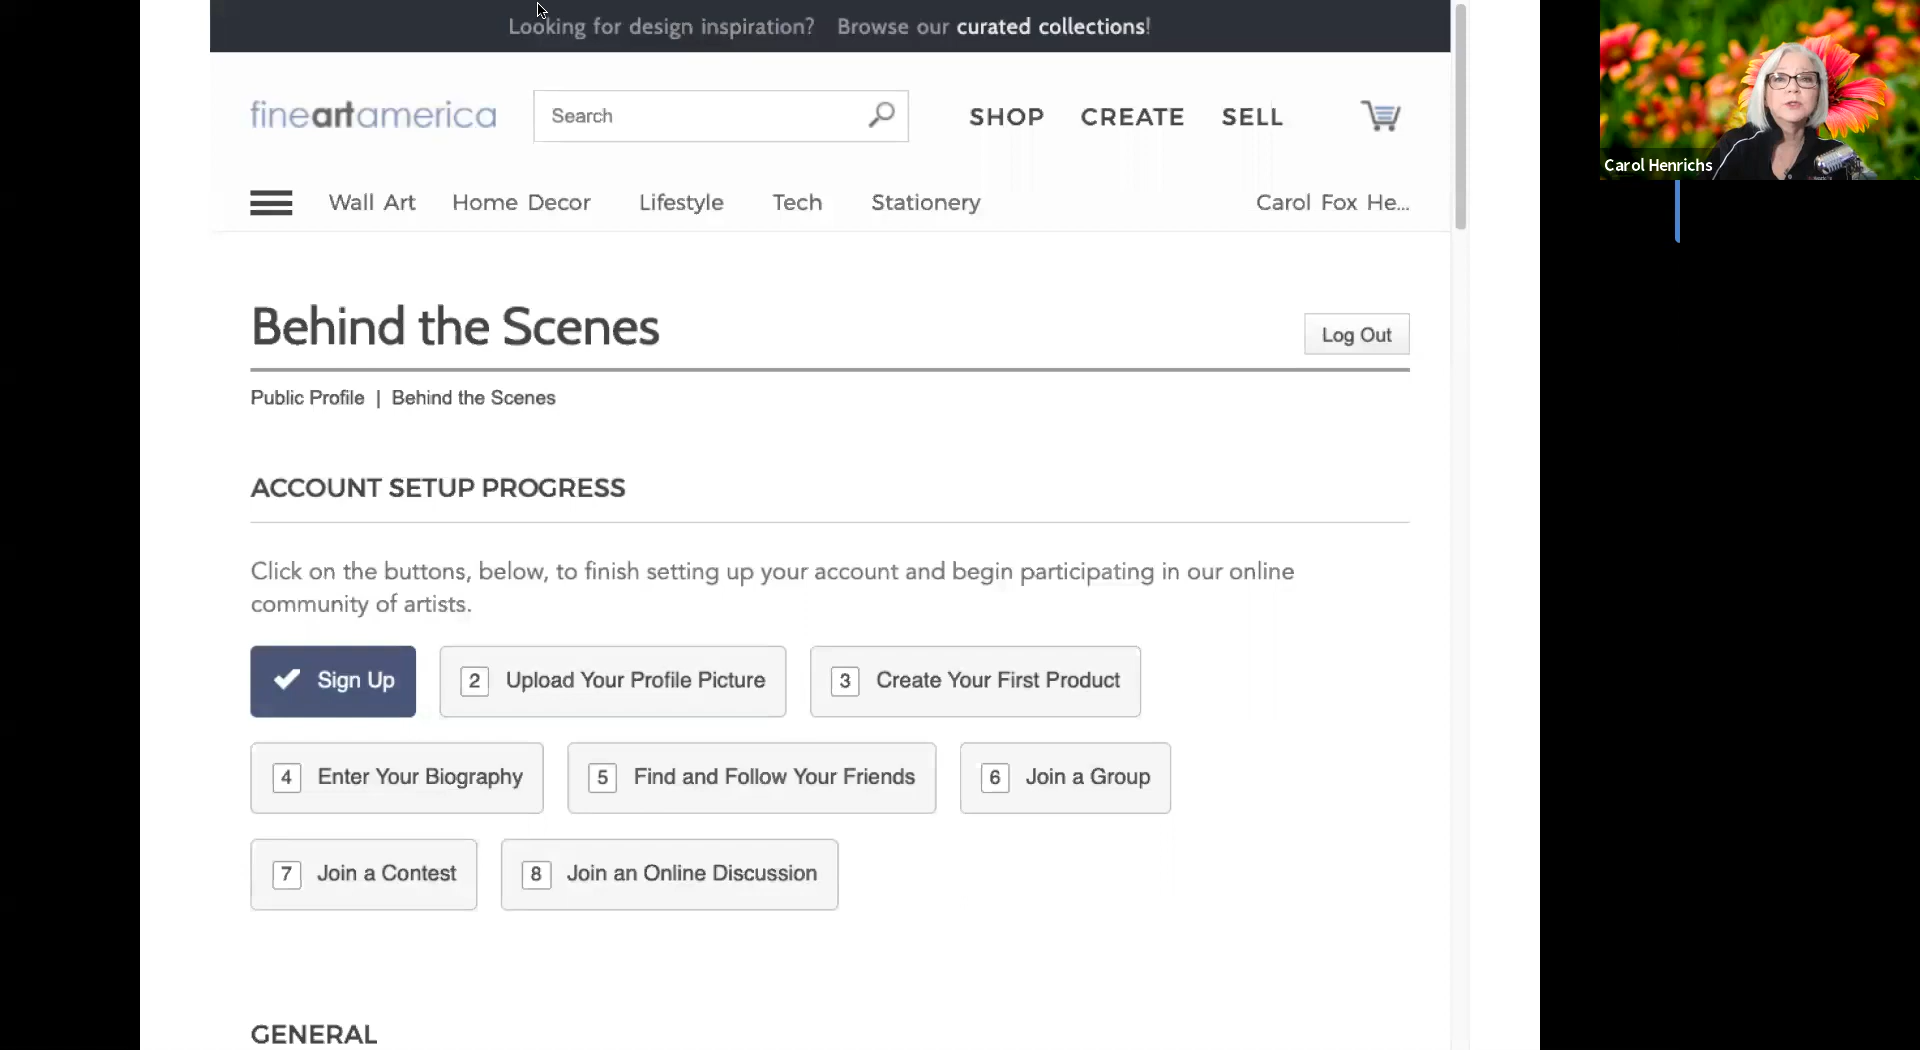 Looking for design inspiration? Browse our curated collections!
fineartamerica
Search
SHOP CREATE SELL
Wall Art Home Decor Lifestyle Tech Stationery Carol Fox He...
Behind the Scenes
Log Out
Public Profile | Behind the Scenes
ACCOUNT SETUP PROGRESS
Click on the buttons, below, to finish setting up your account and begin participating in our online
community of artists.
Sign Up
2 Upload Your Profile Picture
3 Create Your First Product
4 Enter Your Biography
5 Find and Follow Your Friends
6 Join a Group
7 Join a Contest
8 Join an Online Discussion
GENERAL
Carol Henrichs